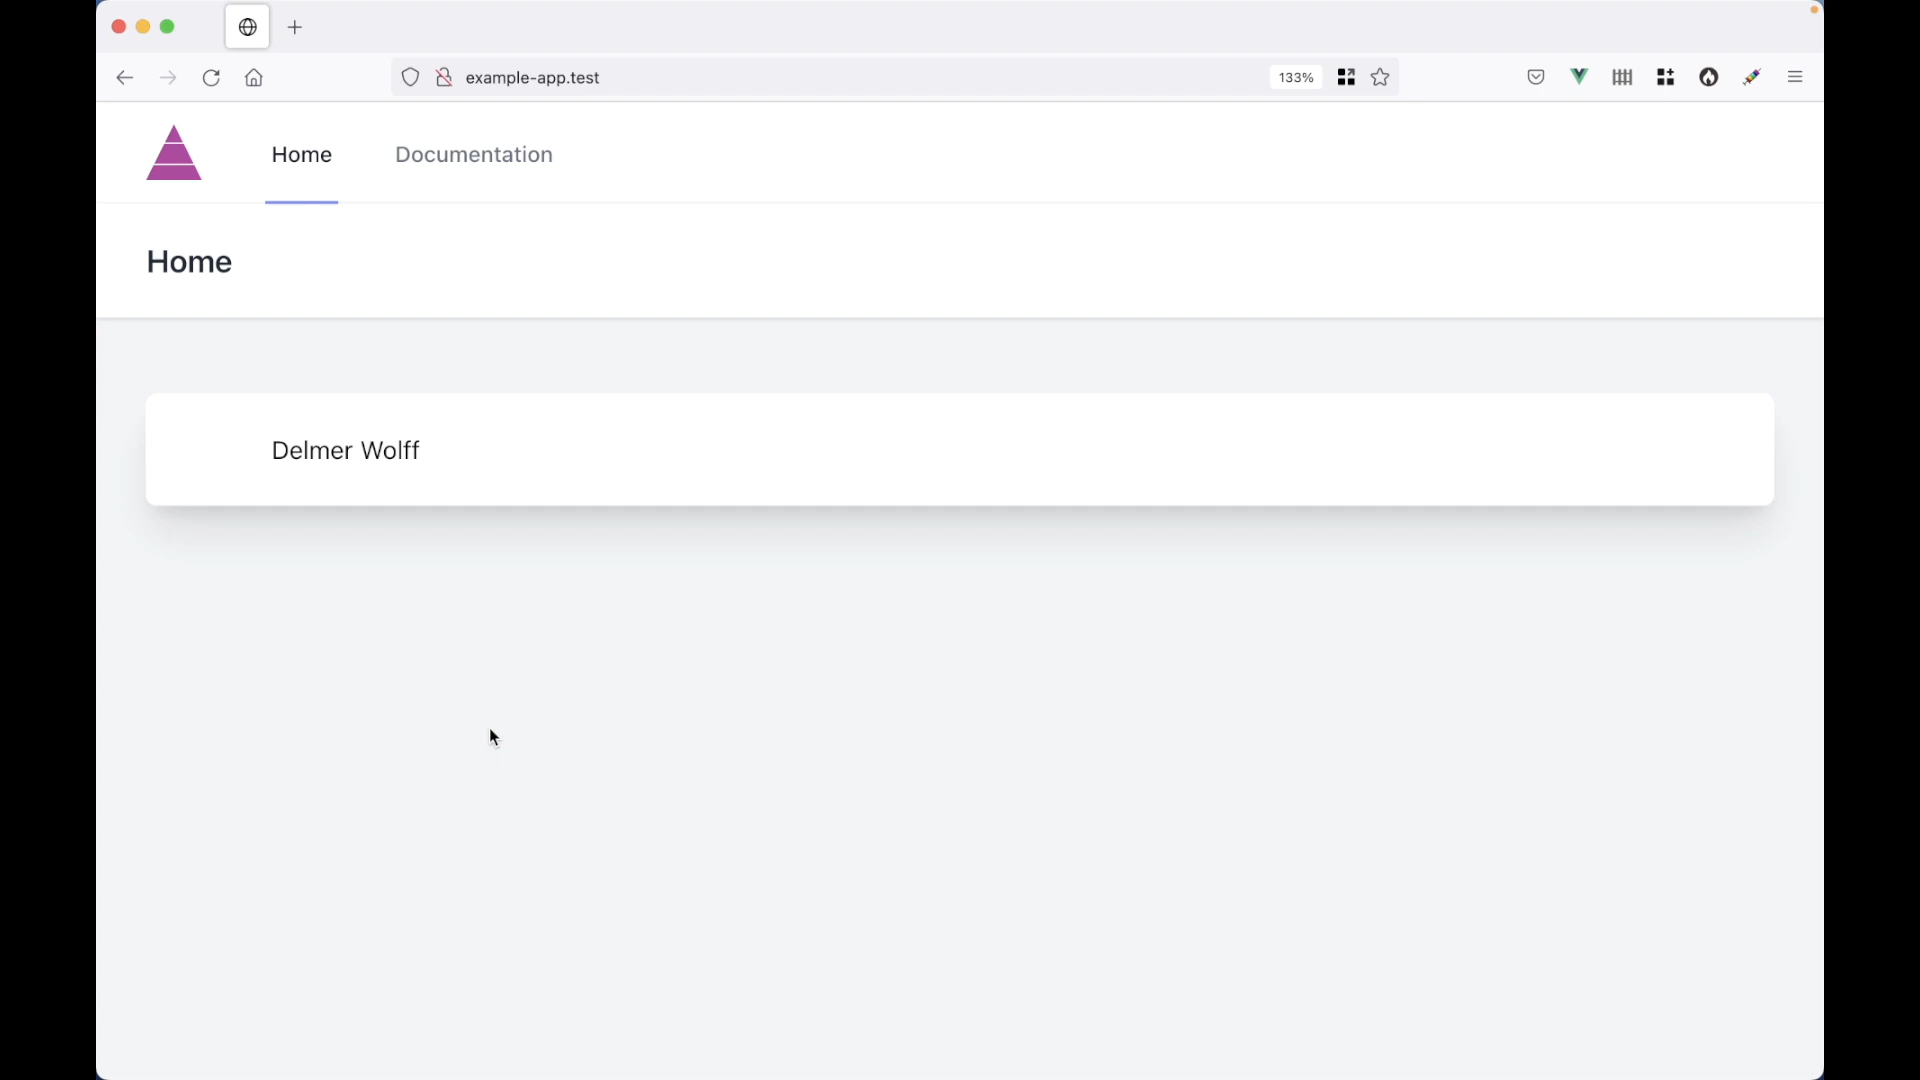 example-app.test
133%
Home
Documentation
Home
Delmer Wolff